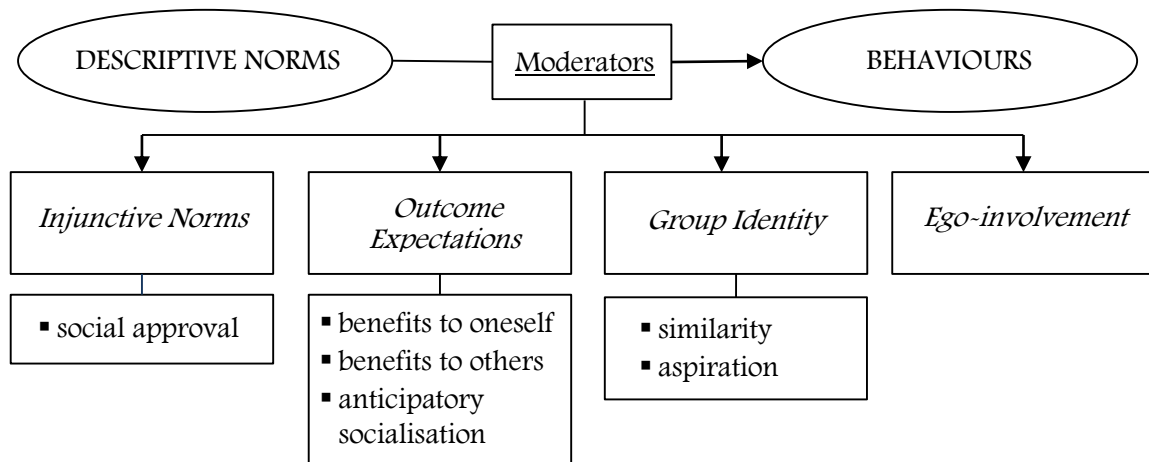 DESCRIPTIVE NORMS
Moderators
BEHAVIOURS
Injunctive Norms
▪ social approval
Outcome
Expectations
▪ benefits to oneself
▪ benefits to others
▪ anticipatory
socialisation
Group Identity
▪ similarity
▪ aspiration
Ego-involvement